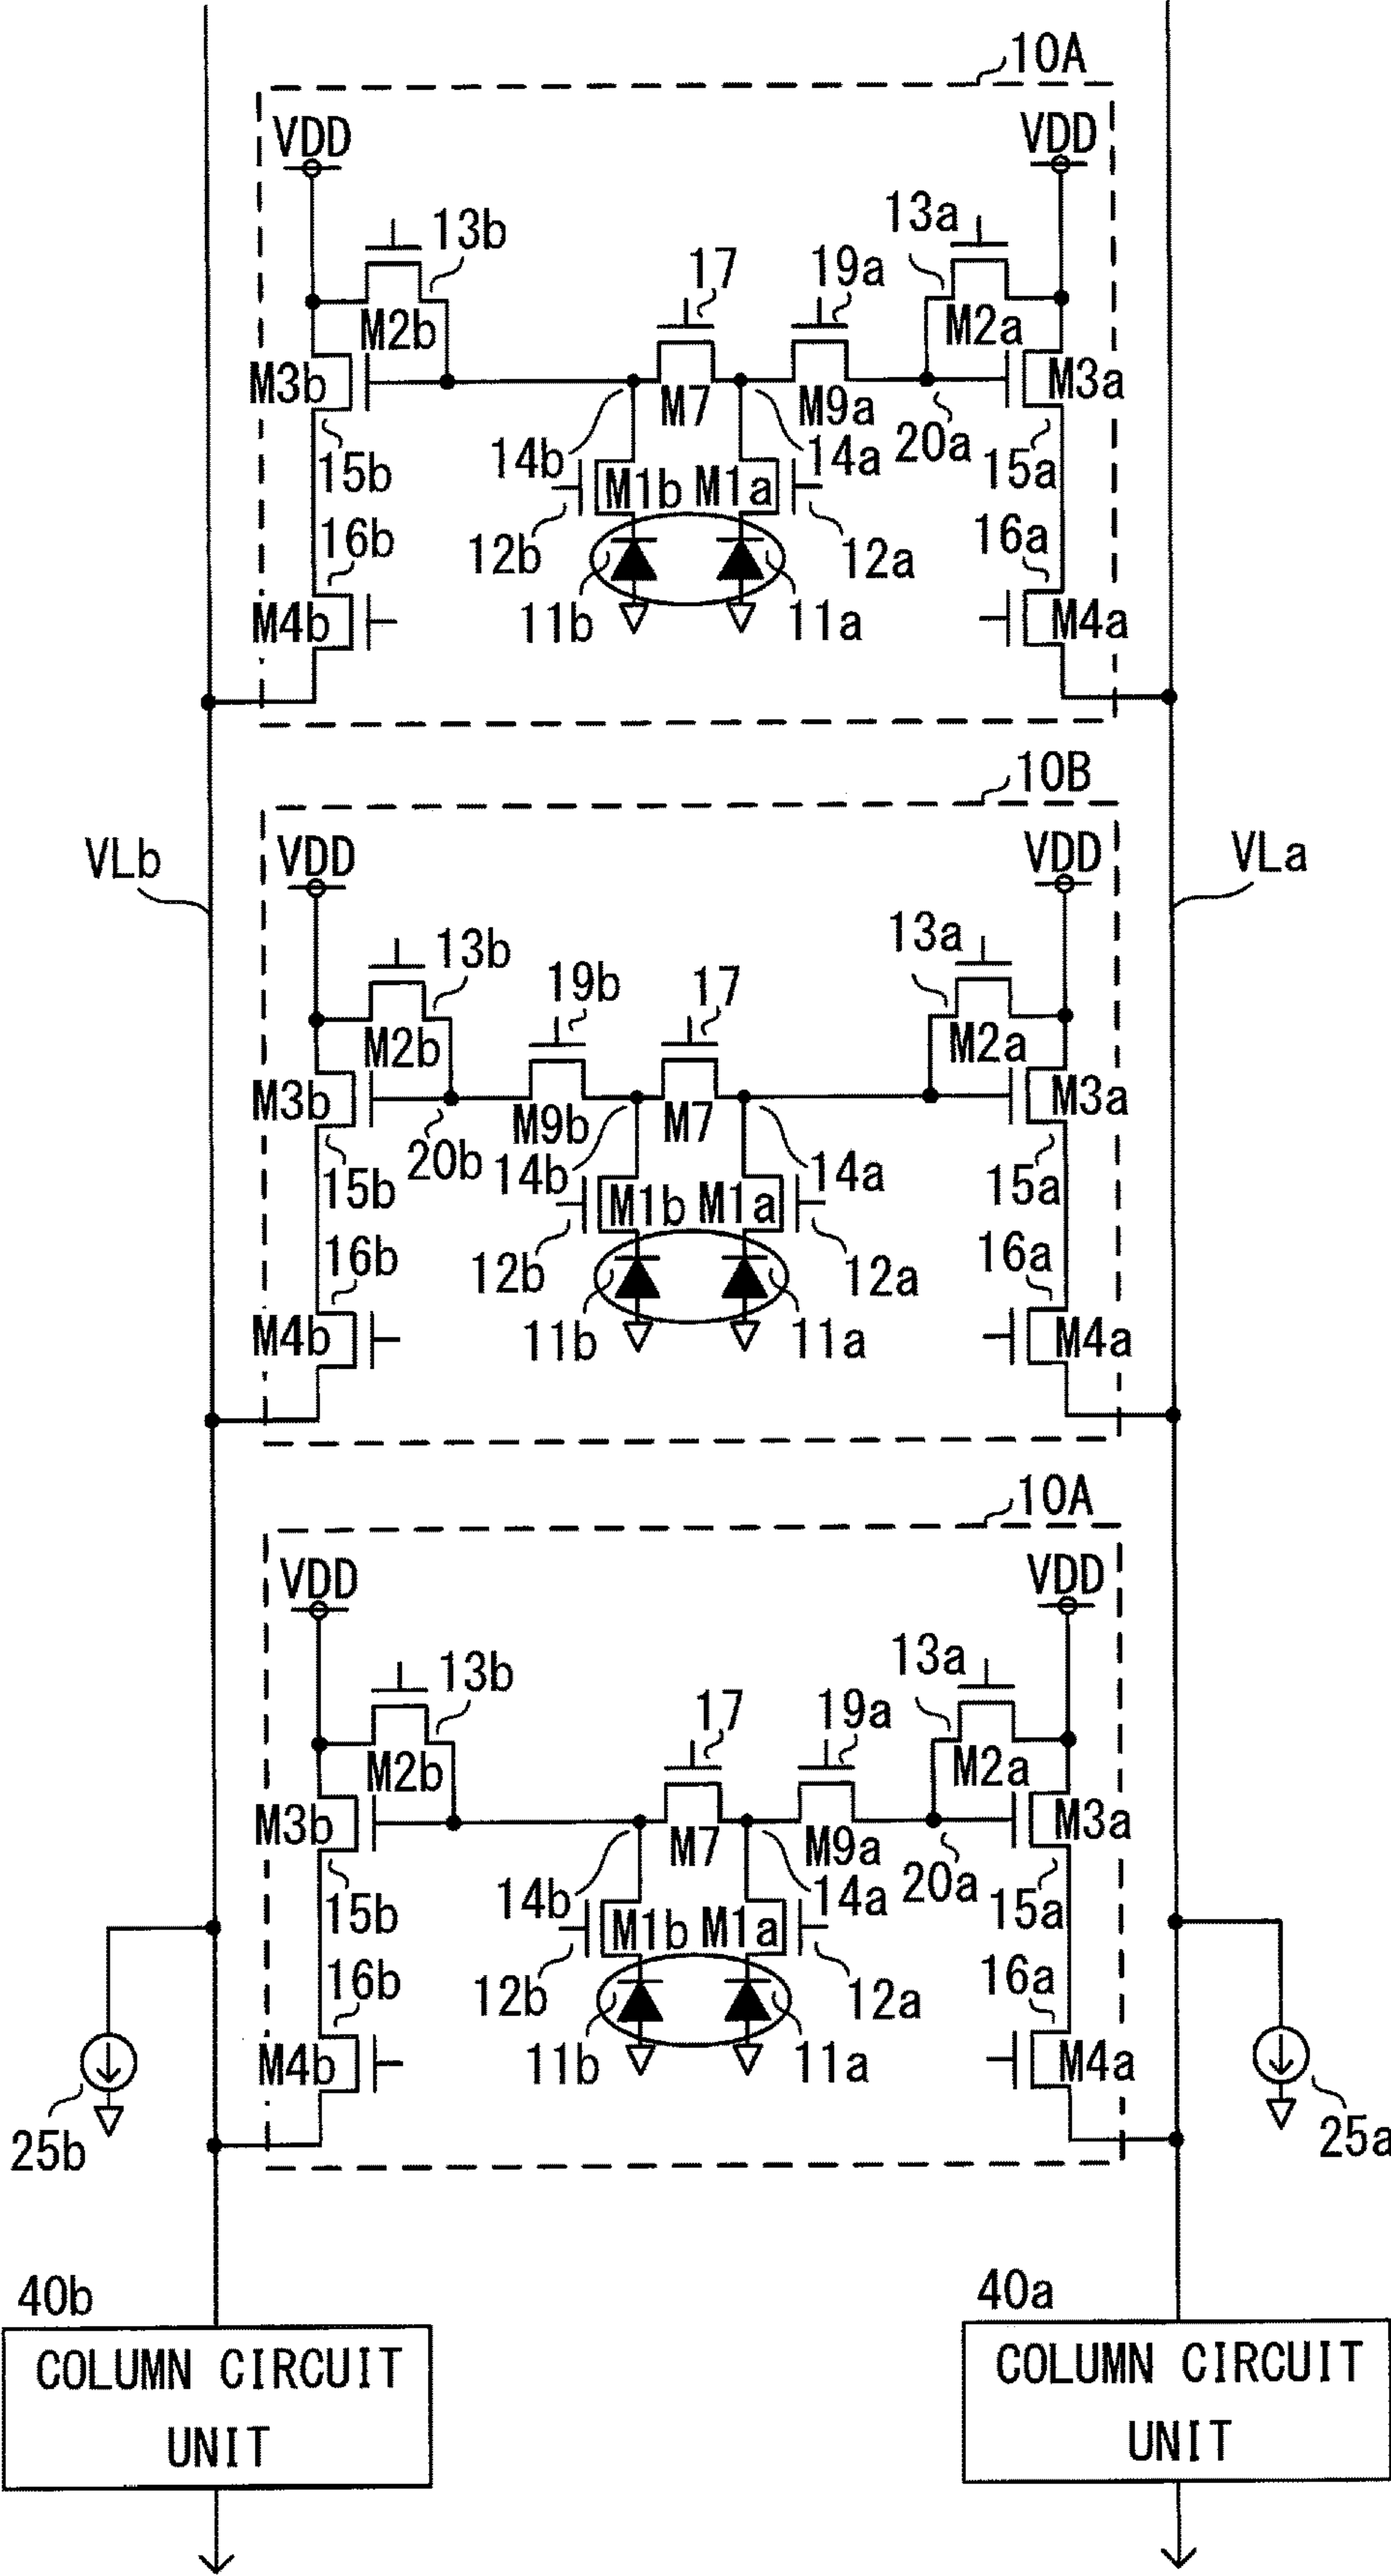 10A
VDD
VDD
13b
13a
17
19a
M2b
M2a
M3b
M7
M9a
M3a
14b
14a
20a
15b
15a
M1b
M1a
16b
16a
12b
12a
11b
11a
M4b
M4a
10B
VLb
VLa
VDD
VDD
13b
13a
19b
17
M2b
M2a
M3b
M9b
M7
M3a
20b
14b
14a
15b
15a
M1b
M1a
16b
16a
12b
12a
M4b
M4a
11b
11a
10A
VDD
VDD
13b
13a
17
19a
M2b
M2a
M3b
M7
M9a
M3a
14b
14a
20a
15b
15a
M1b
M1a
16b
16a
12b
12a
M4b
M4a
11b
11a
25b
25a
40b
40a
COLUMN CIRCUIT
UNIT
COLUMN CIRCUIT
UNIT